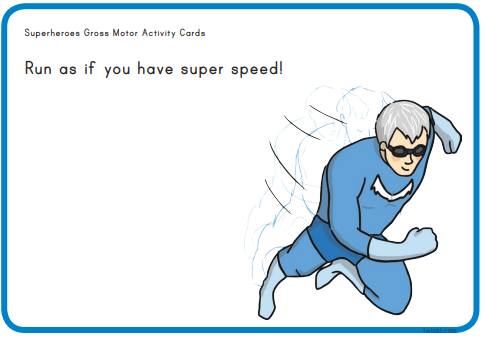 Superheroes Gross Motor Activity Cards
Run as if you have super speed!